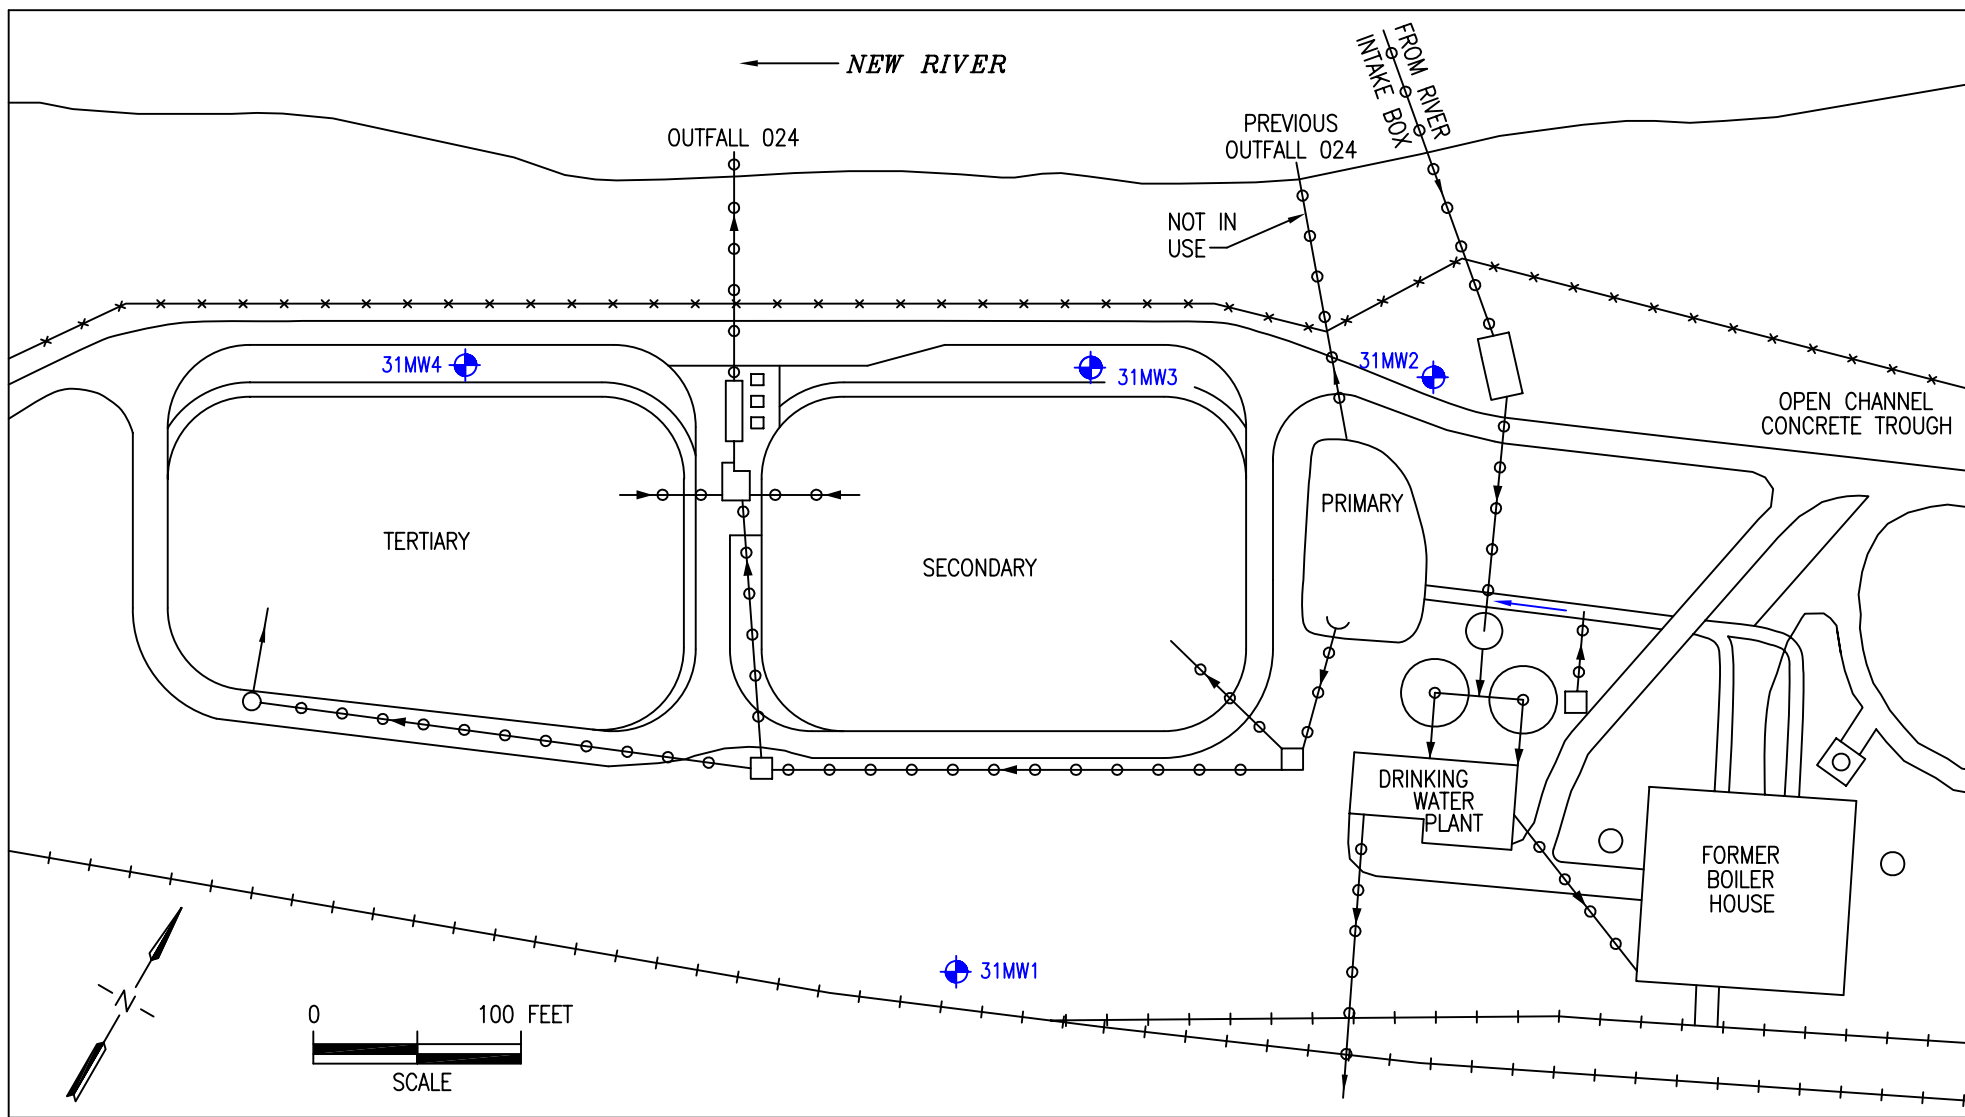 NEW RIVER
FROM RIVER
INTAKE BOX
OUTFALL 024
PREVIOUS
OUTFALL 024
NOT IN
USE
31MW4
31MW3
31MW2
OPEN CHANNEL
CONCRETE TROUGH
PRIMARY
TERTIARY
SECONDARY
DRINKING
WATER
PLANT
FORMER
BOILER
HOUSE
31MW1
N
0 100 FEET
SCALE